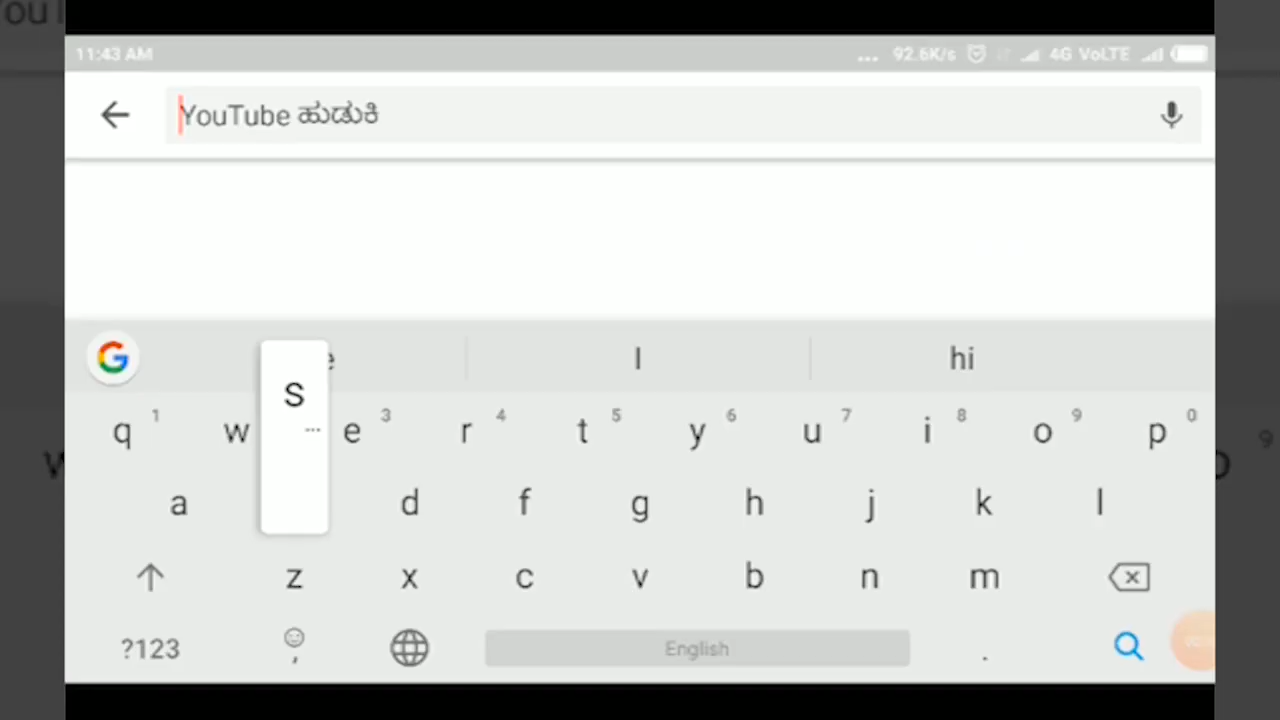 11:43 AM ... 92.6K/s 4G VoLTE
YouTube ಹುಡುಕಿ
I hi
q 1 w e 3 r 4 t 5 y 6 u 7 i 8 o 9 p 0
S
a d f g h j k l
z x c v b n m
?123 , English .